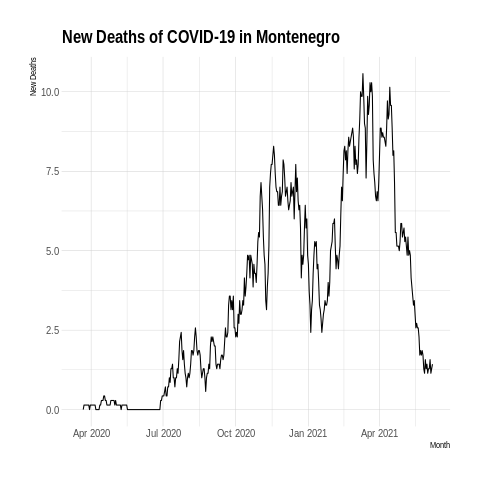 New Deaths of COVID-19 in Montenegro
New Deaths
10.0
7.5
5.0
2.5
0.0
Apr 2020 Jul 2020 Oct 2020 Jan 2021 Apr 2021
Month